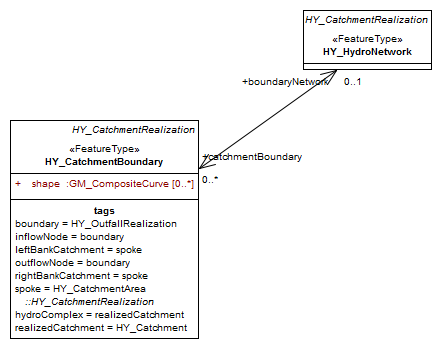 HY_CatchmentRealization
«FeatureType»
HY_HydroNetwork
+boundaryNetwork
0..1
HY_CatchmentRealization
«FeatureType»
HY_CatchmentBoundary
+catchmentBoundary
0..*
+ shape :GM_CompositeCurve [0..*]
tags
boundary = HY_OutfallRealization
inflowNode = boundary
leftBankCatchment = spoke
outflowNode = boundary
rightBankCatchment = spoke
spoke = HY_CatchmentArea
::HY_CatchmentRealization
hydroComplex = realizedCatchment
realizedCatchment = HY_Catchment